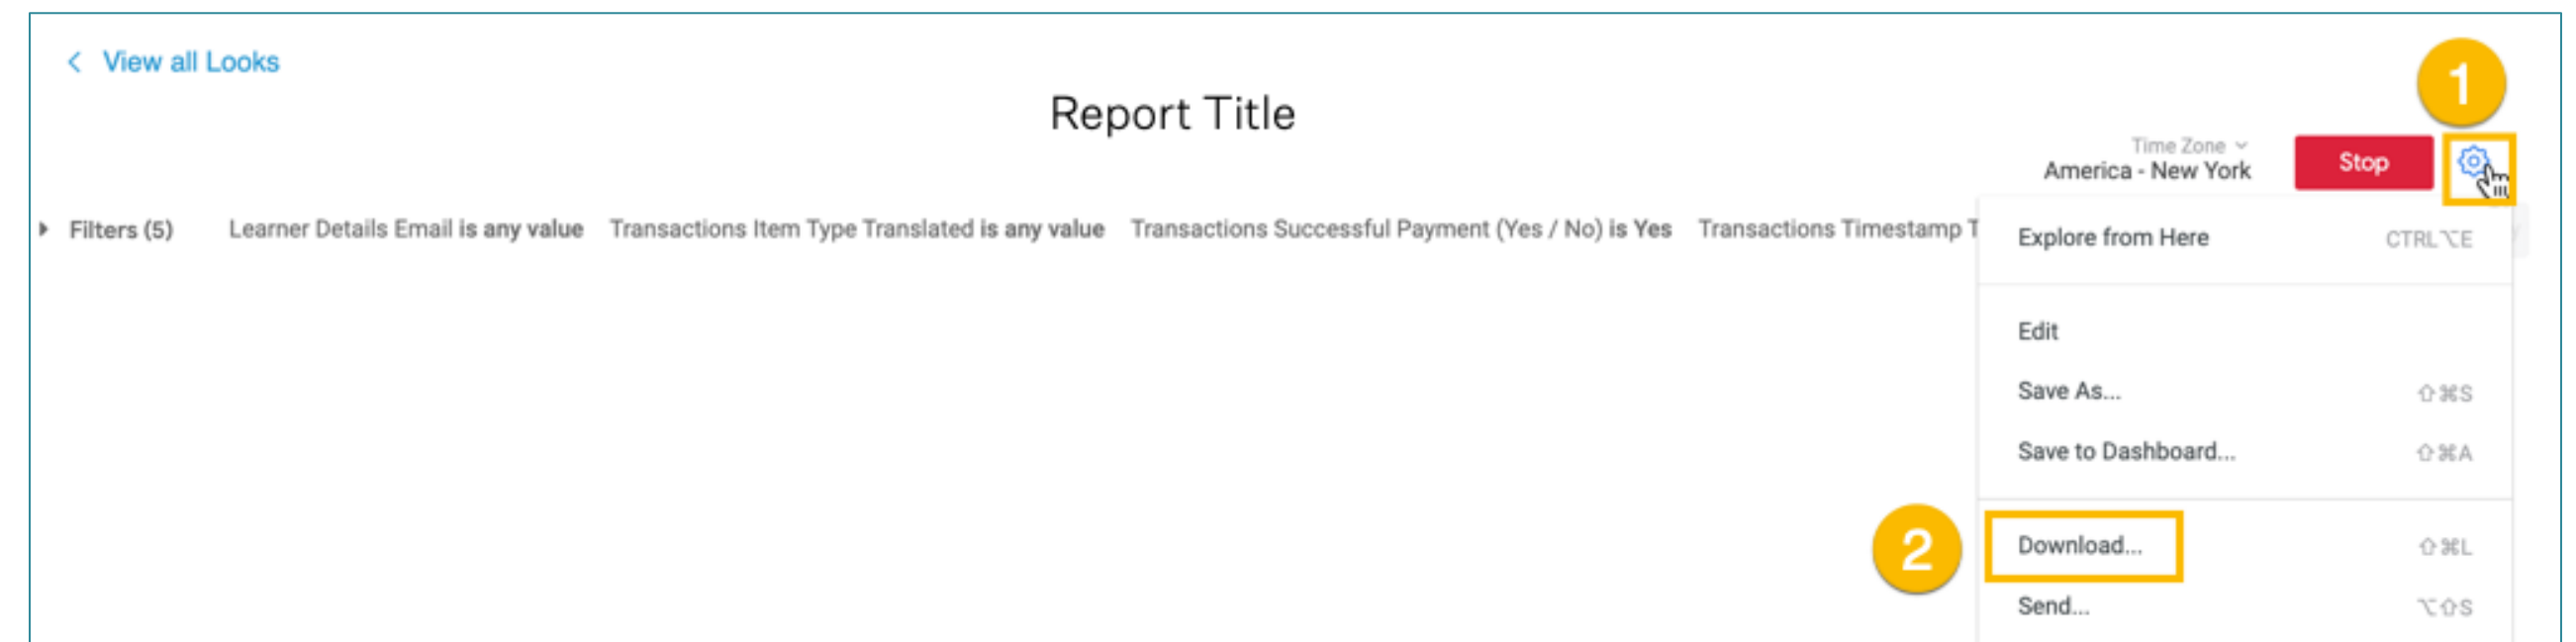 View all Looks
Report Title
1
Time Zone
America - New York
Stop
Filters (5) Learner Details Email is any value Transactions Item Type Translated is any value Transactions Successful Payment (Yes / No) is Yes Transactions Timestamp T
Explore from Here CTRL⌥E
Edit
Save As... ⇧⌘S
Save to Dashboard... ⇧⌘A
2
Download... ⇧⌘L
Send... ⌥⇧S